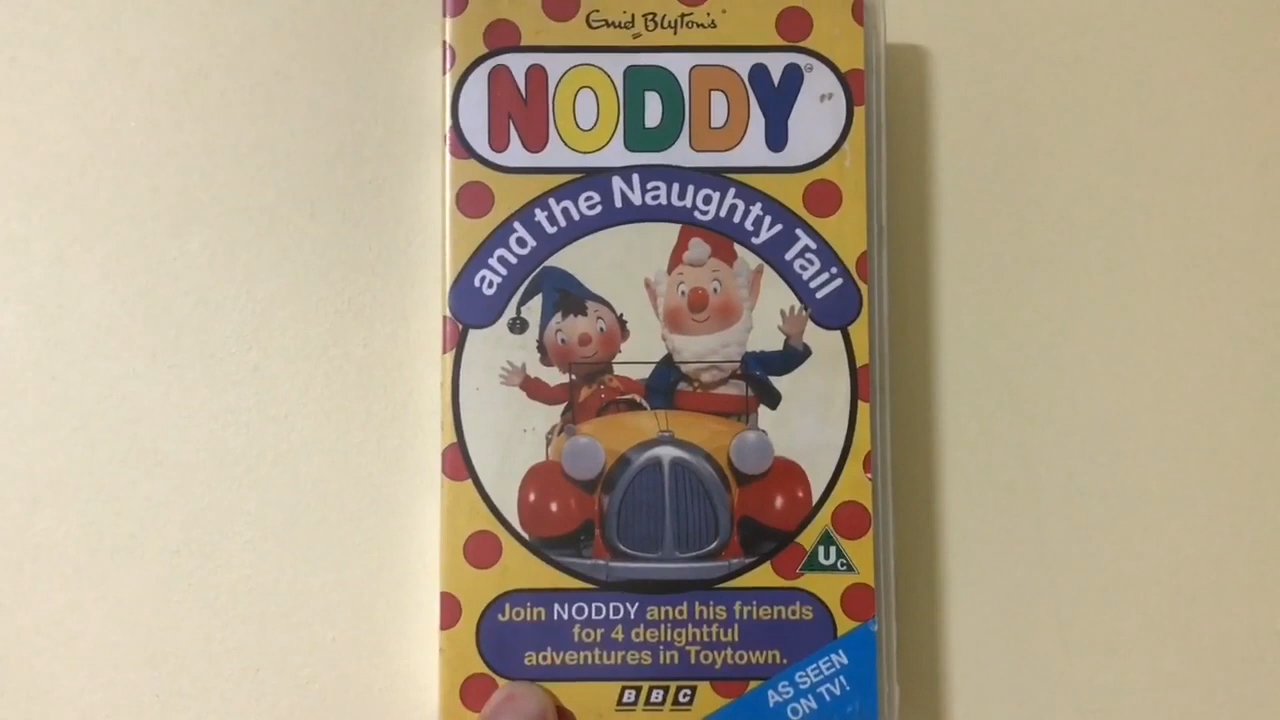 Enid Blyton's
NODDY
and the Naughty Tail
Uc
Join NODDY and his friends
for 4 delightful
adventures in Toytown.
BBC
AS SEEN
ON TV!